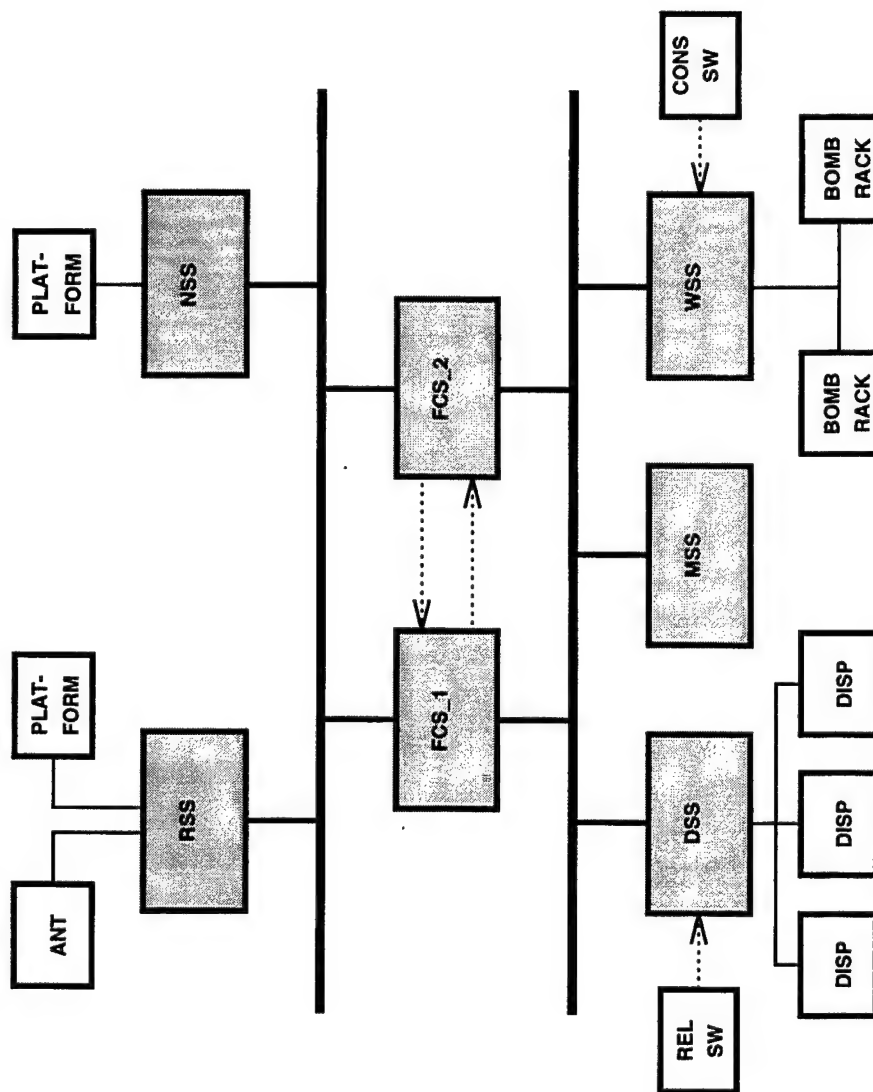 ANT
PLAT-
FORM
PLAT-
FORM
RSS
NSS
FCS_1
FCS_2
REL
SW
DSS
MSS
WSS
CONS
SW
DISP
DISP
DISP
BOMB
RACK
BOMB
RACK